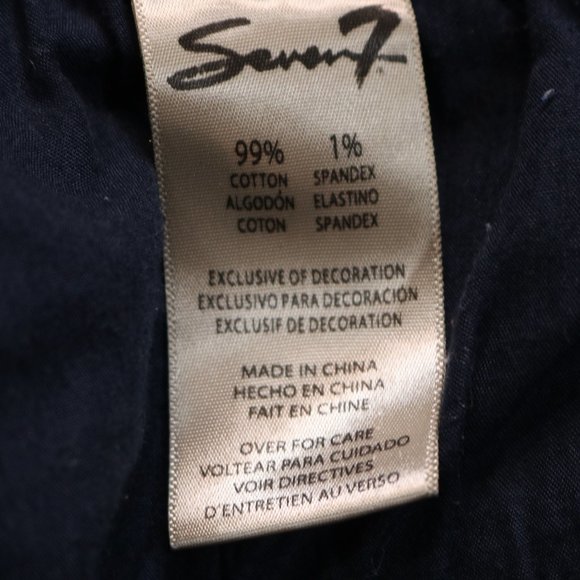 Seven7
99% 1%
COTTON SPANDEX
ALGODÓN ELASTINO
COTON SPANDEX
EXCLUSIVE OF DECORATION
EXCLUSIVO PARA DECORACIÓN
EXCLUSIF DE DECORATION
MADE IN CHINA
HECHO EN CHINA
FAIT EN CHINE
OVER FOR CARE
VOLTEAR PARA CUIDADO
VOIR DIRECTIVES
D'ENTRETIEN AU VERSO